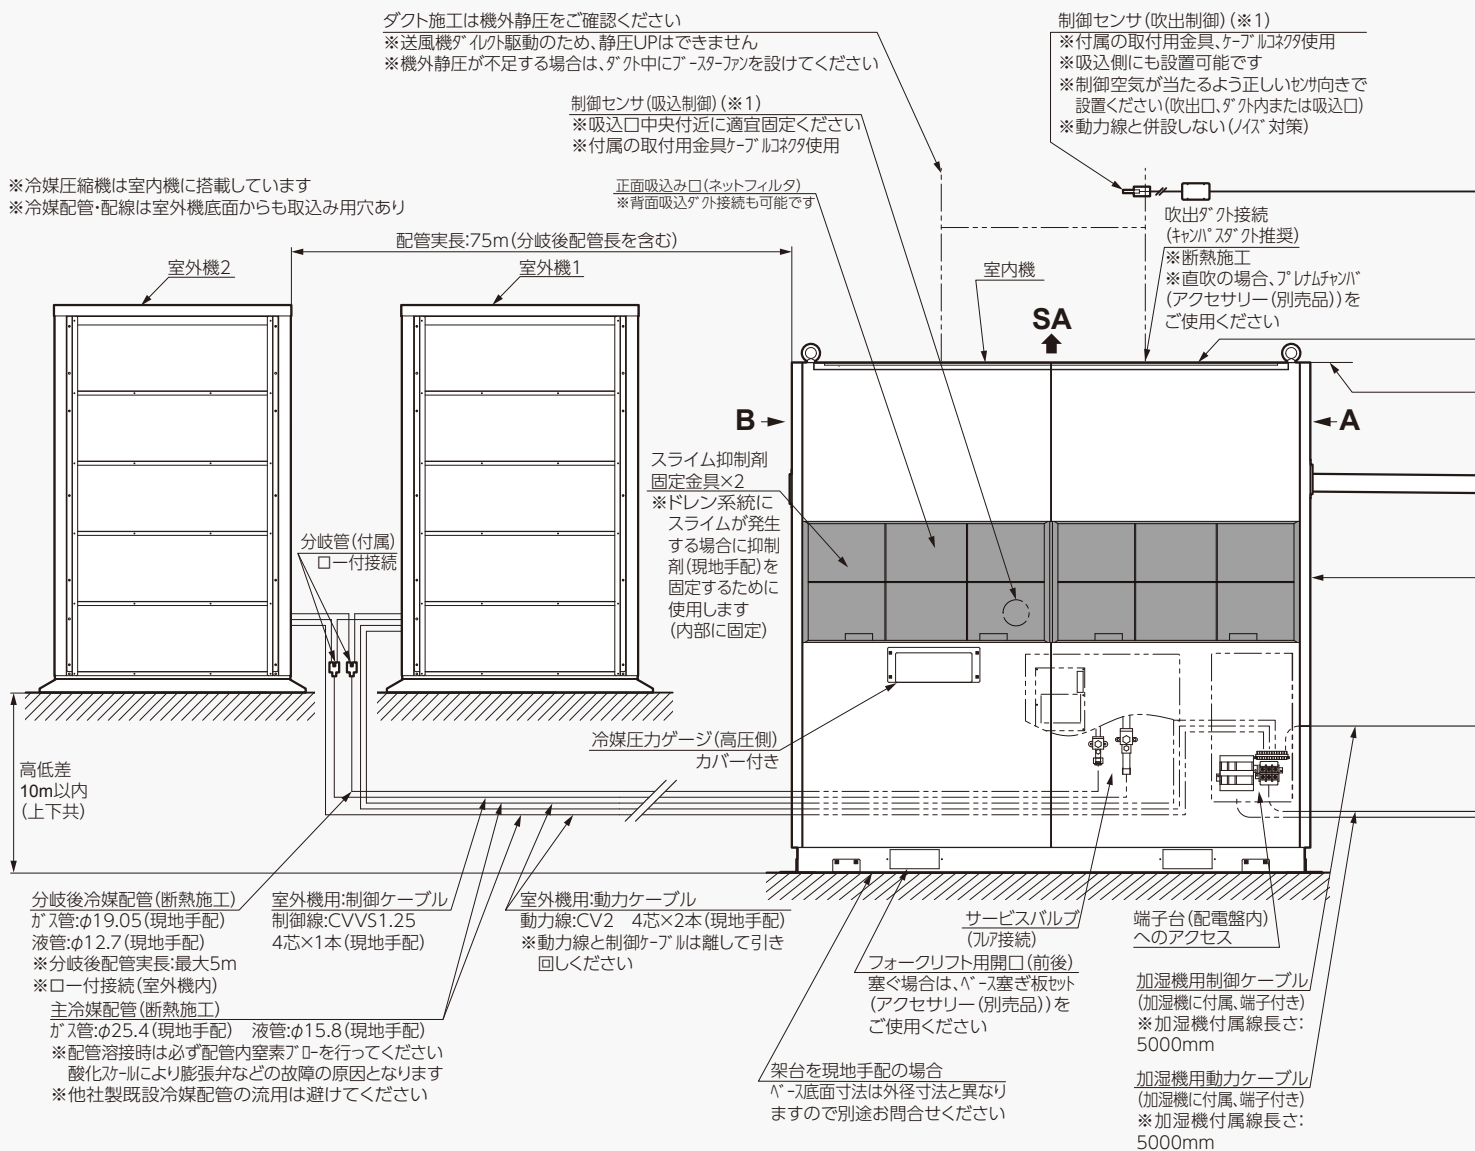 ダクト施工は機外静圧をご確認ください
※送風機ダイレクト駆動のため、静圧UPはできません
※機外静圧が不足する場合は、ダクト中にブースターファンを設けてください
制御センサ(吹出制御)(※1)
※付属の取付用金具、ケーブルコネクタ使用
※吸込側にも設置可能です
※制御空気が当たるよう正しいセンサ向きで
設置ください(吹出口、ダクト内または吸込口)
※動力線と併設しない(ノイズ対策)
制御センサ(吸込制御)(※1)
※吸込口中央付近に適宜固定ください
※付属の取付用金具ケーブルコネクタ使用
※冷媒圧縮機は室内機に搭載しています
※冷媒配管・配線は室外機底面からも取込み用穴あり
正面吸込み口(ネットフィルタ)
※背面吸込ダクト接続も可能です
吹出ダクト接続
(キャンバスダクト推奨)
※断熱施工
※直吹の場合、プレナムチャンバ
(アクセサリー(別売品))を
ご使用ください
配管実長:75m(分岐後配管長を含む)
室外機2
室外機1
室内機
SA
B
A
スライム抑制剤
固定金具×2
※ドレン系統に
スライムが発生
する場合に抑制
剤(現地手配)を
固定するために
使用します
(内部に固定)
分岐管(付属)
ロー付接続
冷媒圧力ゲージ(高圧側)
カバー付き
高低差
10m以内
(上下共)
分岐後冷媒配管(断熱施工)
ガス管:φ19.05(現地手配)
液管:φ12.7(現地手配)
※分岐後配管実長:最大5m
※ロー付接続(室外機内)
室外機用:制御ケーブル
制御線:CVVS1.25
4芯×1本(現地手配)
室外機用:動力ケーブル
動力線:CV2 4芯×2本(現地手配)
※動力線と制御ケーブルは離して引き
回しください
主冷媒配管(断熱施工)
ガス管:φ25.4(現地手配) 液管:φ15.8(現地手配)
※配管溶接時は必ず配管内窒素ブローを行ってください
酸化スケールにより膨張弁などの故障の原因となります
※他社製既設冷媒配管の流用は避けてください
サービスバルブ
(フレア接続)
端子台(配電盤内)
へのアクセス
フォークリフト用開口(前後)
塞ぐ場合は、ベース塞ぎ板セット
(アクセサリー(別売品))を
ご使用ください
架台を現地手配の場合
ベース底面寸法は外径寸法と異なり
ますので別途お問合せください
加湿機用制御ケーブル
(加湿機に付属、端子付き)
※加湿機付属線長さ:
5000mm
加湿機用動力ケーブル
(加湿機に付属、端子付き)
※加湿機付属線長さ:
5000mm